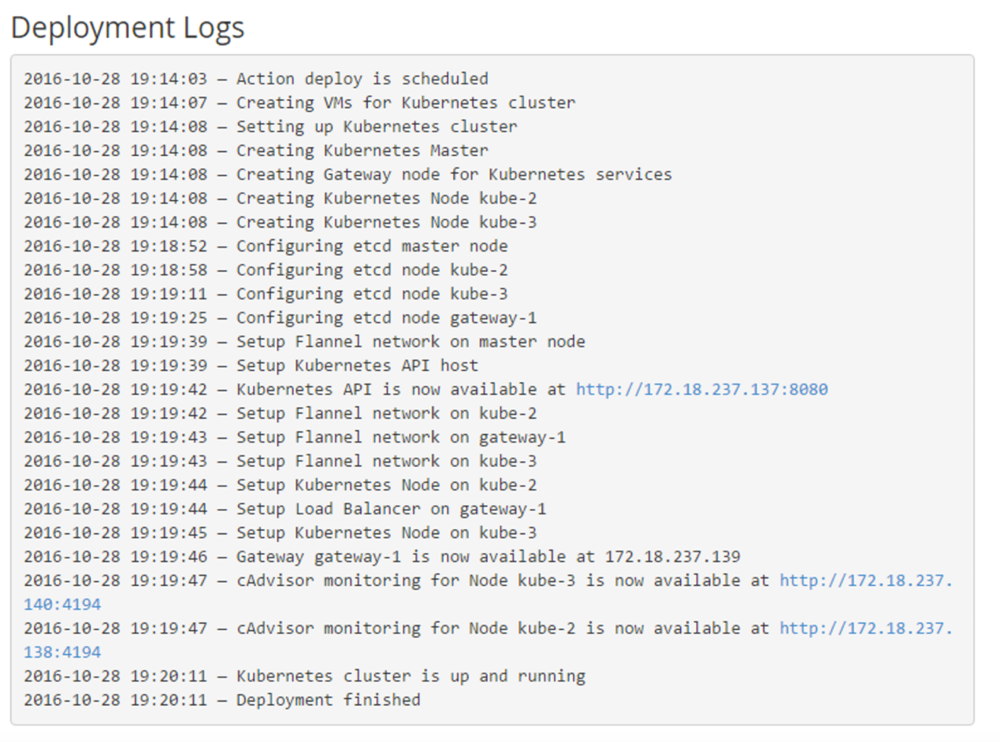 Deployment Logs
2016-10-28 19:14:03 — Action deploy is scheduled
2016-10-28 19:14:07 — Creating VMs for Kubernetes cluster
2016-10-28 19:14:08 — Setting up Kubernetes cluster
2016-10-28 19:14:08 — Creating Kubernetes Master
2016-10-28 19:14:08 — Creating Gateway node for Kubernetes services
2016-10-28 19:14:08 — Creating Kubernetes Node kube-2
2016-10-28 19:14:08 — Creating Kubernetes Node kube-3
2016-10-28 19:18:52 — Configuring etcd master node
2016-10-28 19:18:58 — Configuring etcd node kube-2
2016-10-28 19:19:11 — Configuring etcd node kube-3
2016-10-28 19:19:25 — Configuring etcd node gateway-1
2016-10-28 19:19:39 — Setup Flannel network on master node
2016-10-28 19:19:39 — Setup Kubernetes API host
2016-10-28 19:19:42 — Kubernetes API is now available at http://172.18.237.137:8080
2016-10-28 19:19:42 — Setup Flannel network on kube-2
2016-10-28 19:19:43 — Setup Flannel network on gateway-1
2016-10-28 19:19:43 — Setup Flannel network on kube-3
2016-10-28 19:19:44 — Setup Kubernetes Node on kube-2
2016-10-28 19:19:44 — Setup Load Balancer on gateway-1
2016-10-28 19:19:45 — Setup Kubernetes Node on kube-3
2016-10-28 19:19:46 — Gateway gateway-1 is now available at 172.18.237.139
2016-10-28 19:19:47 — cAdvisor monitoring for Node kube-3 is now available at http://172.18.237.
140:4194
2016-10-28 19:19:47 — cAdvisor monitoring for Node kube-2 is now available at http://172.18.237.
138:4194
2016-10-28 19:20:11 — Kubernetes cluster is up and running
2016-10-28 19:20:11 — Deployment finished